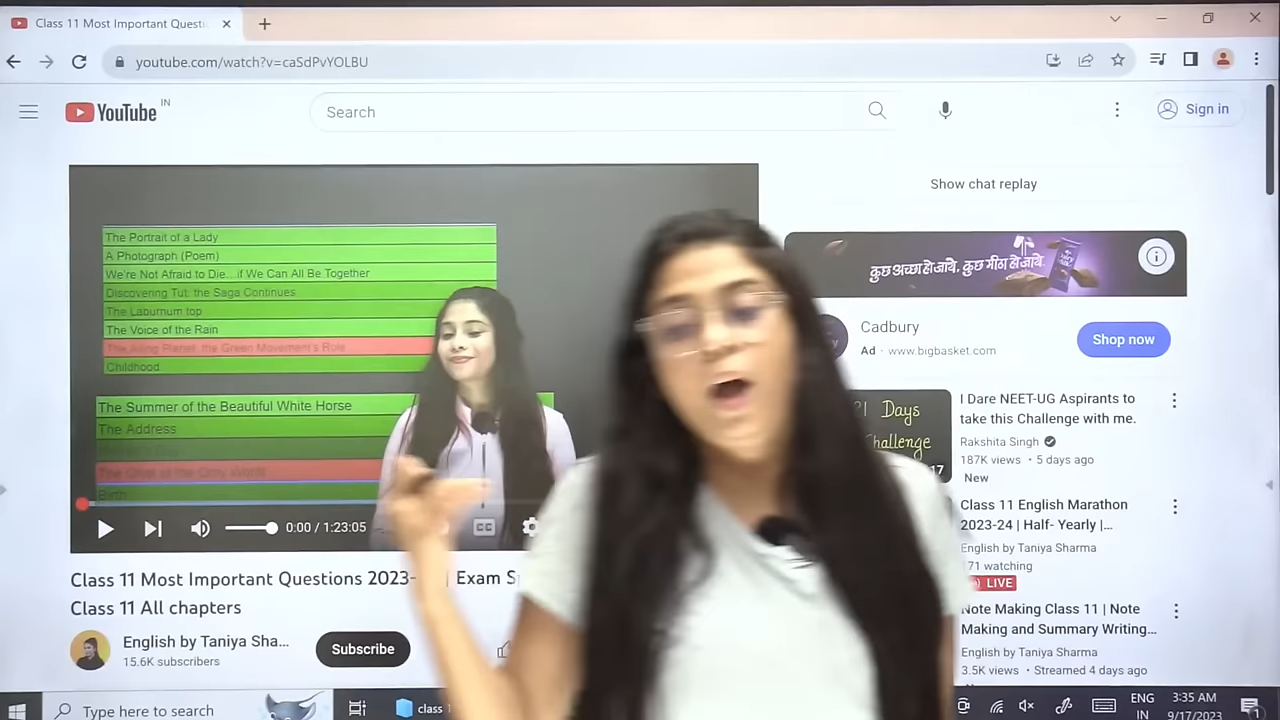 Class 11 Most Important Questi
youtube.com/watch?v=caSdPvYOLBU
YouTube IN
Search
Sign in
Show chat replay
The Portrait of a Lady
A Photograph (Poem)
We're Not Afraid to Die...if We Can All Be Together
Discovering Tut: the Saga Continues
The Laburnum top
The Voice of the Rain
The Ailing Planet: the Green Movement's Role
Childhood
The Summer of the Beautiful White Horse
The Address
Birth
0:00 / 1:23:05
CC
Class 11 Most Important Questions 2023- | Exam S
Class 11 All chapters
English by Taniya Sha...
15.6K subscribers
Subscribe
कुछ अच्छा हो जाये, कुछ मीठा हो जाये
Cadbury
Ad · www.bigbasket.com
Shop now
Days
hallenge
17
I Dare NEET-UG Aspirants to
take this Challenge with me.
Rakshita Singh
187K views · 5 days ago
New
Class 11 English Marathon
2023-24 | Half- Yearly |...
English by Taniya Sharma
71 watching
LIVE
Note Making Class 11 | Note
Making and Summary Writing...
English by Taniya Sharma
3.5K views · Streamed 4 days ago
Type here to search
class
ENG
IN
3:35 AM
9/17/2023